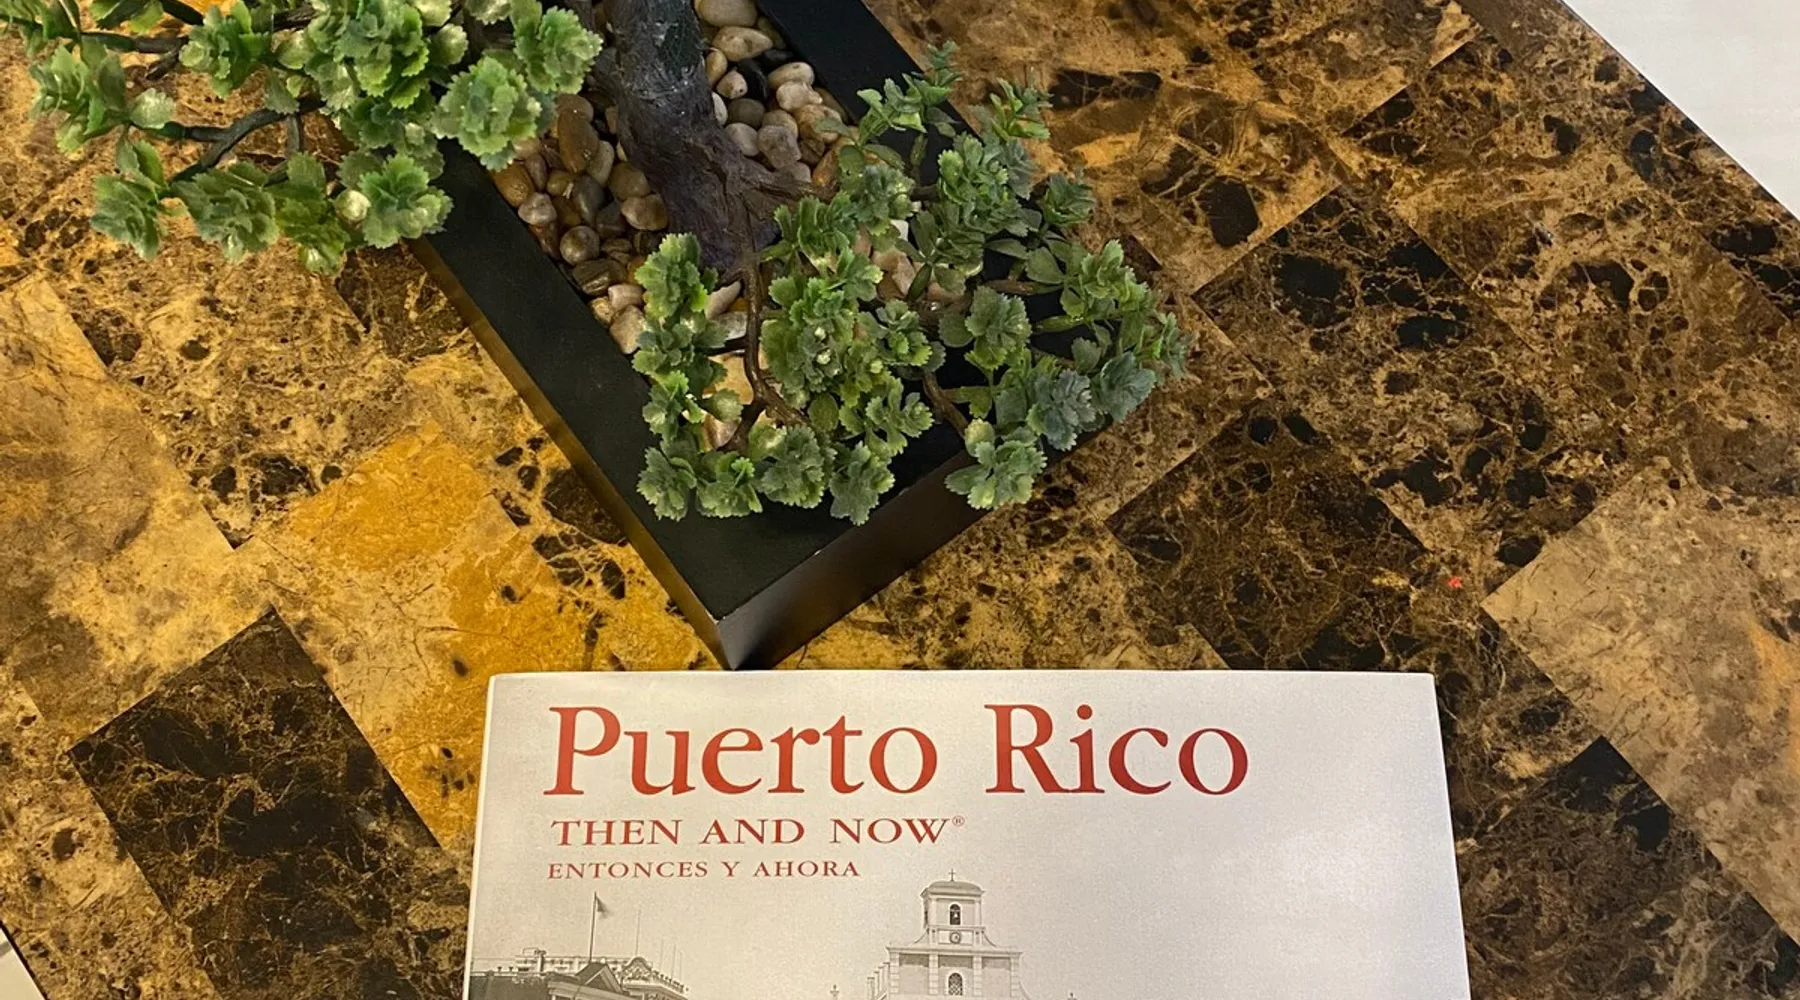 Puerto Rico
THEN AND NOW®
ENTONCES Y AHORA